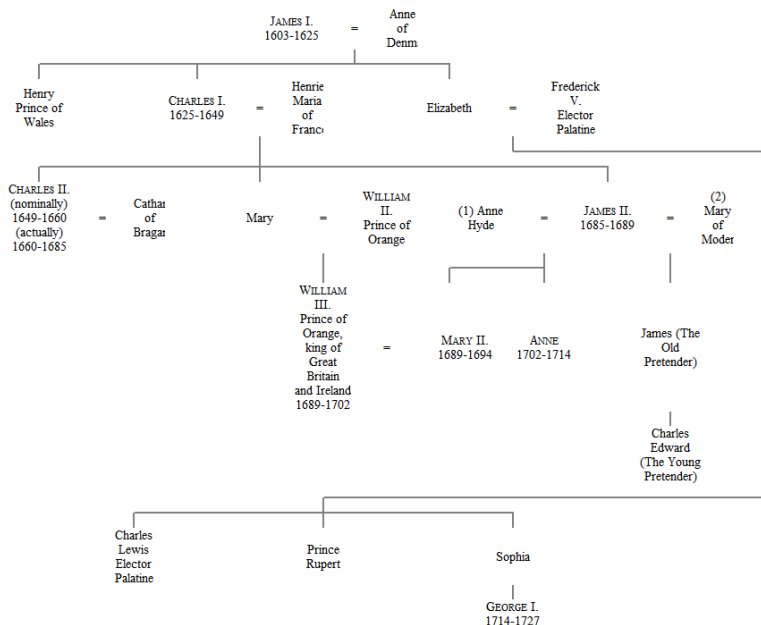 JAMES I.
1603-1625
=
Anne
of
Denm
Henry
Prince of
Wales
CHARLES I.
1625-1649
=
Henrie
Maria
of
France
Elizabeth
=
Frederick
V.
Elector
Palatine
CHARLES II.
(nominally)
1649-1660
(actually)
1660-1685
=
Cathar
of
Bragan
Mary
=
WILLIAM
II.
Prince of
Orange
(1) Anne
Hyde
=
JAMES II.
1685-1689
=
(2)
Mary
of
Moder
WILLIAM
III.
Prince of
Orange,
king of
Great
Britain
and Ireland
1689-1702
=
MARY II.
1689-1694
ANNE
1702-1714
James (The
Old
Pretender)
Charles
Edward
(The Young
Pretender)
Charles
Lewis
Elector
Palatine
Prince
Rupert
Sophia
GEORGE I.
1714-1727